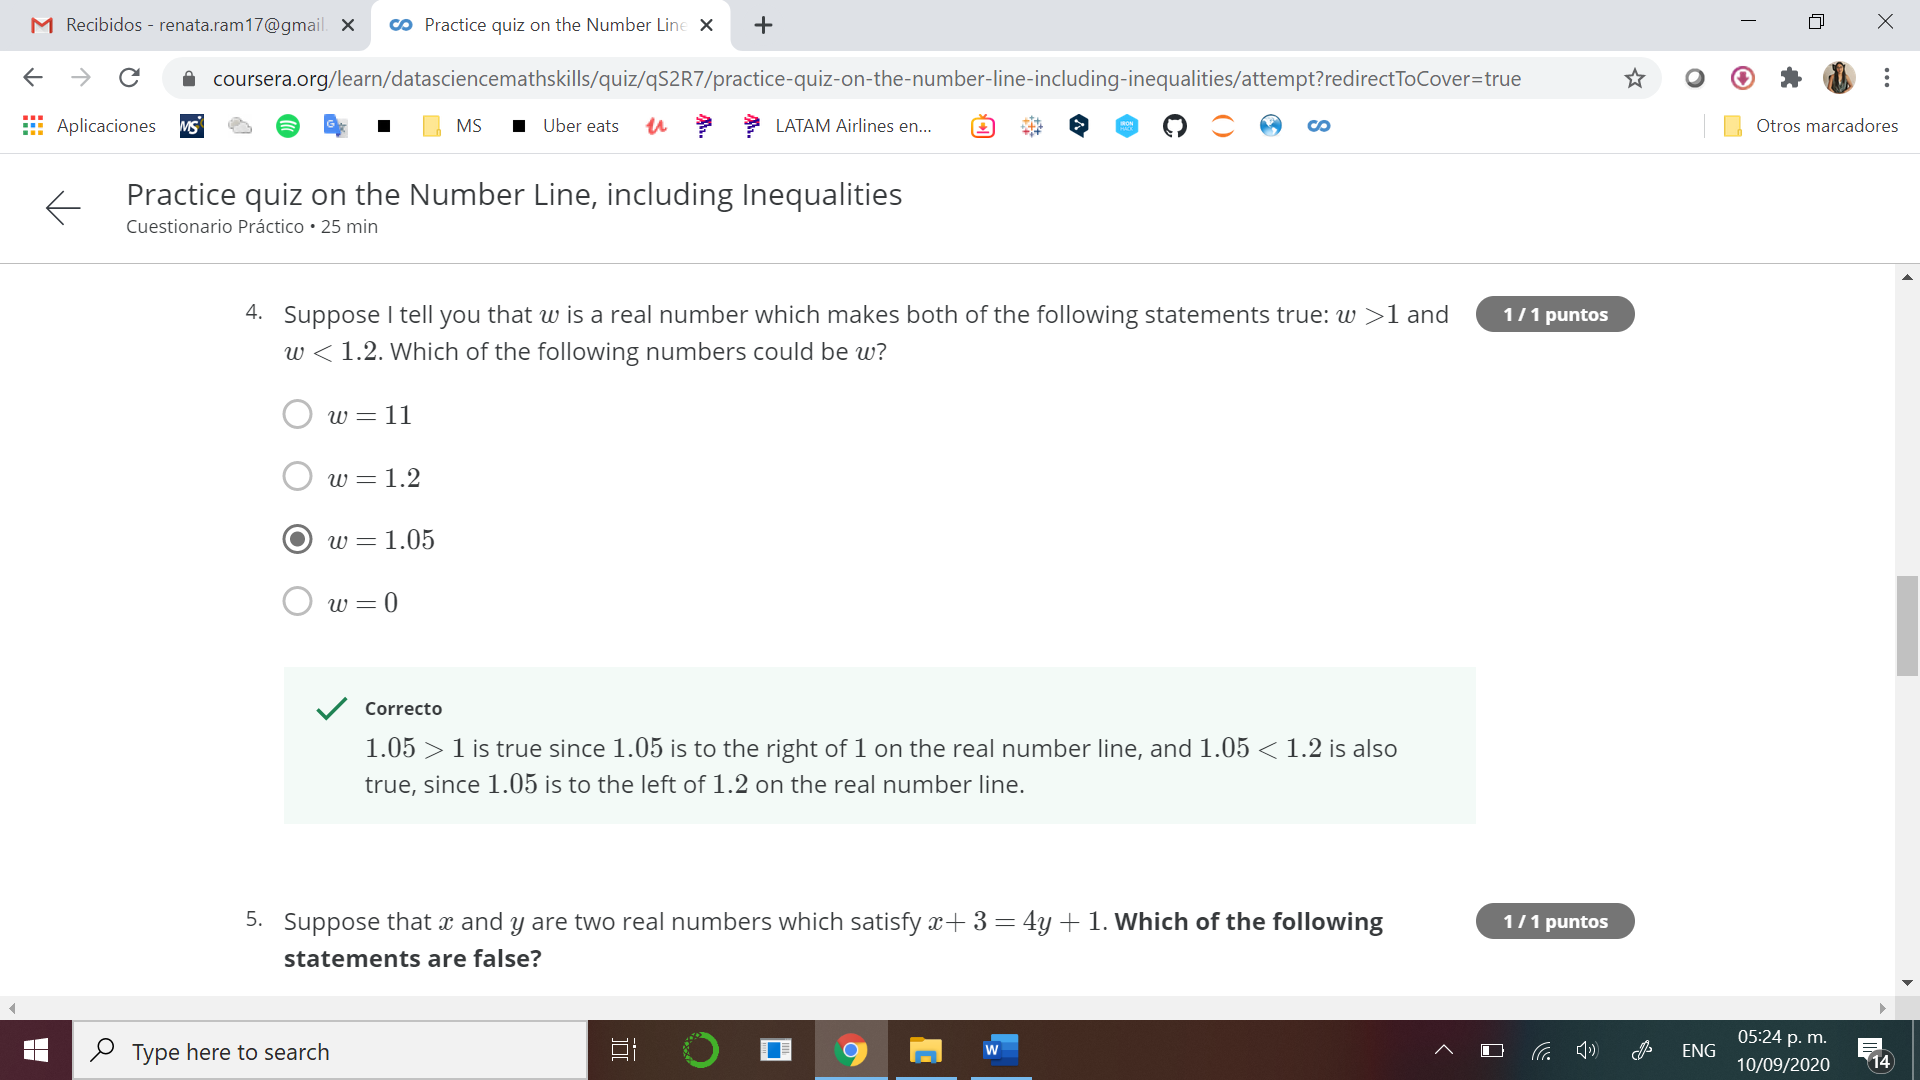 Recibidos - renata.ram17@gmail.
Practice quiz on the Number Line
coursera.org/learn/datasciencemathskills/quiz/qS2R7/practice-quiz-on-the-number-line-including-inequalities/attempt?redirectToCover=true
Aplicaciones MS MS Uber eats LATAM Airlines en... Otros marcadores
Practice quiz on the Number Line, including Inequalities
Cuestionario Práctico • 25 min
4. Suppose I tell you that w is a real number which makes both of the following statements true: w >1 and 1 / 1 puntos
w < 1.2. Which of the following numbers could be w?
w = 11
w = 1.2
w = 1.05
w = 0
Correcto
1.05 > 1 is true since 1.05 is to the right of 1 on the real number line, and 1.05 < 1.2 is also
true, since 1.05 is to the left of 1.2 on the real number line.
5. Suppose that x and y are two real numbers which satisfy x+ 3 = 4y + 1. Which of the following 1 / 1 puntos
statements are false?
Type here to search
W
ENG
05:24 p. m.
10/09/2020
14